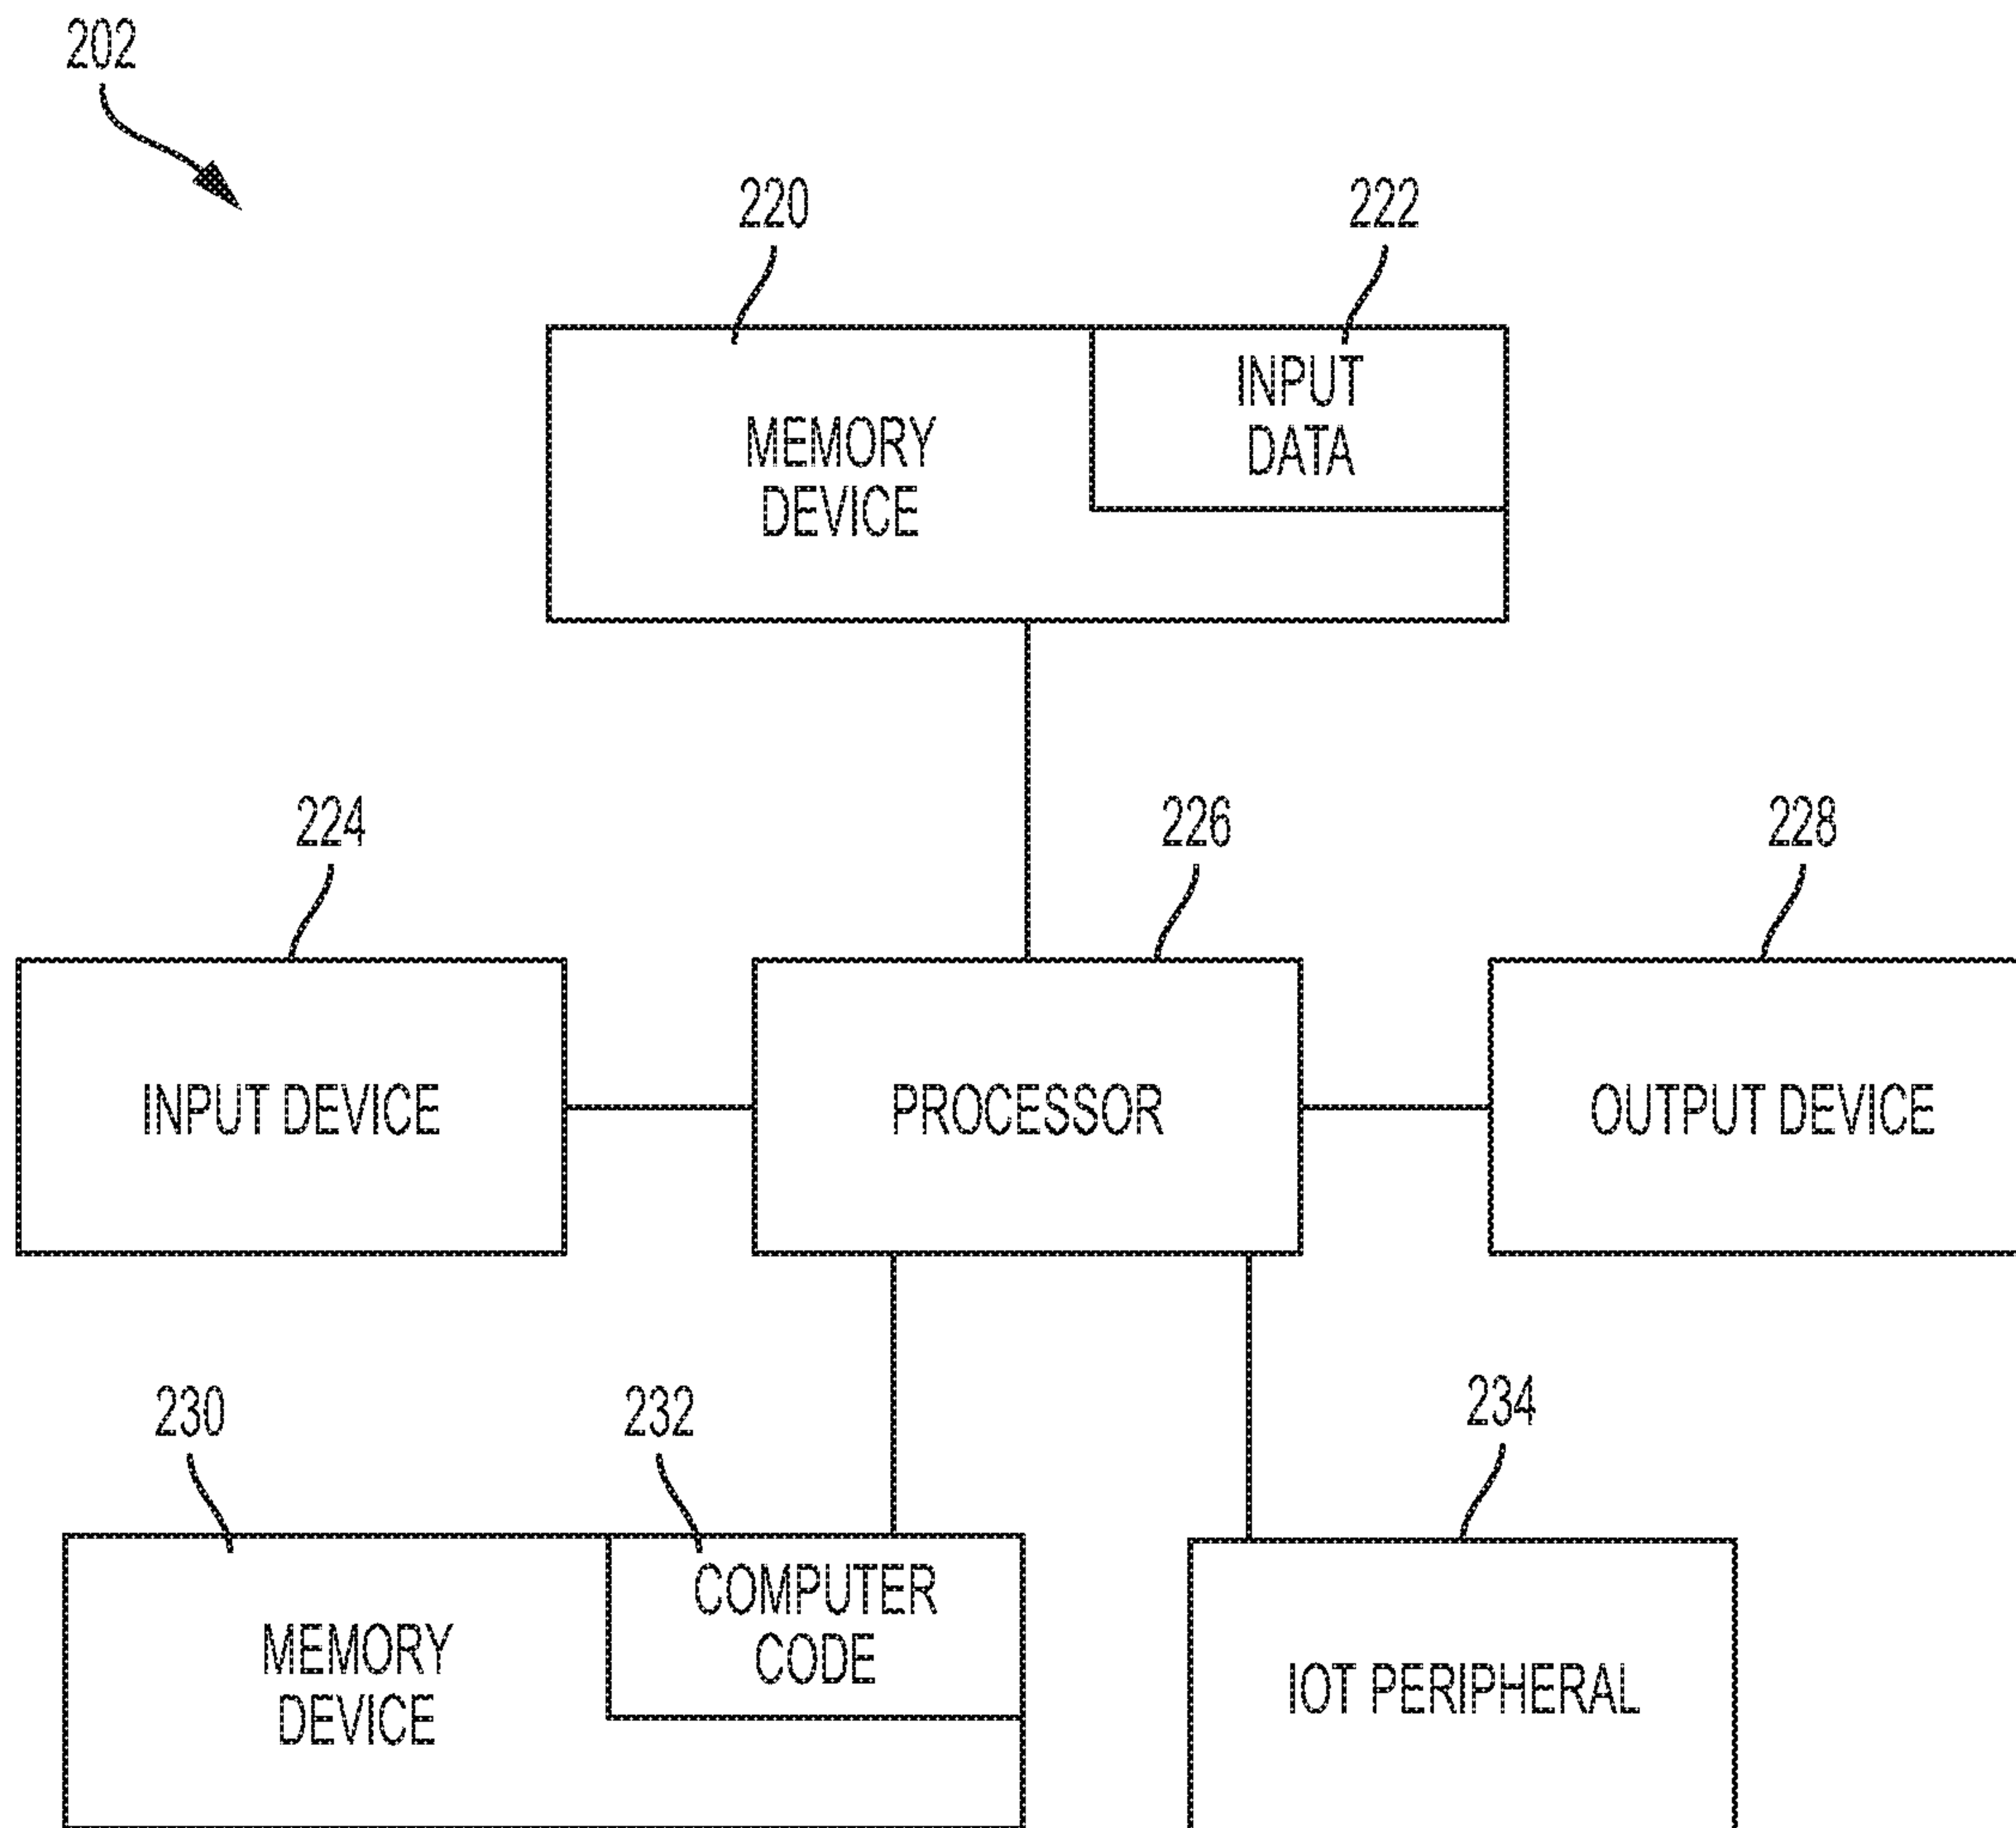 202
220
222
INPUT
DATA
MEMORY
DEVICE
224
226
228
INPUT DEVICE
PROCESSOR
OUTPUT DEVICE
230
232
234
COMPUTER
CODE
MEMORY
DEVICE
IOT PERIPHERAL